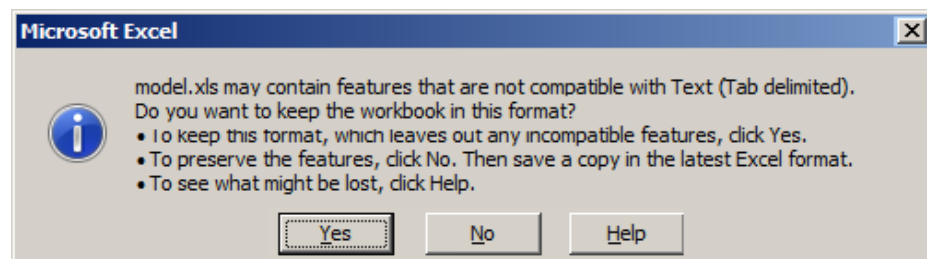 Microsoft Excel
model.xls may contain features that are not compatible with Text (Tab delimited).
Do you want to keep the workbook in this format?
• To keep this format, which leaves out any incompatible features, click Yes.
• To preserve the features, click No. Then save a copy in the latest Excel format.
• To see what might be lost, click Help.
Yes No Help